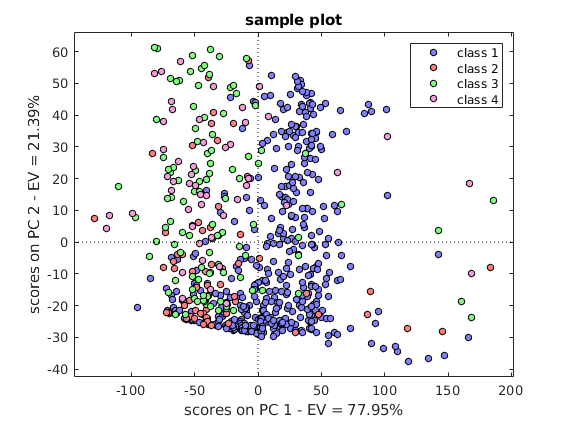 sample plot
class 1
class 2
class 3
class 4
60
50
40
30
20
10
0
-10
-20
-30
-40
scores on PC 2 - EV = 21.39%
-100
-50
0
50
100
150
200
scores on PC 1 - EV = 77.95%